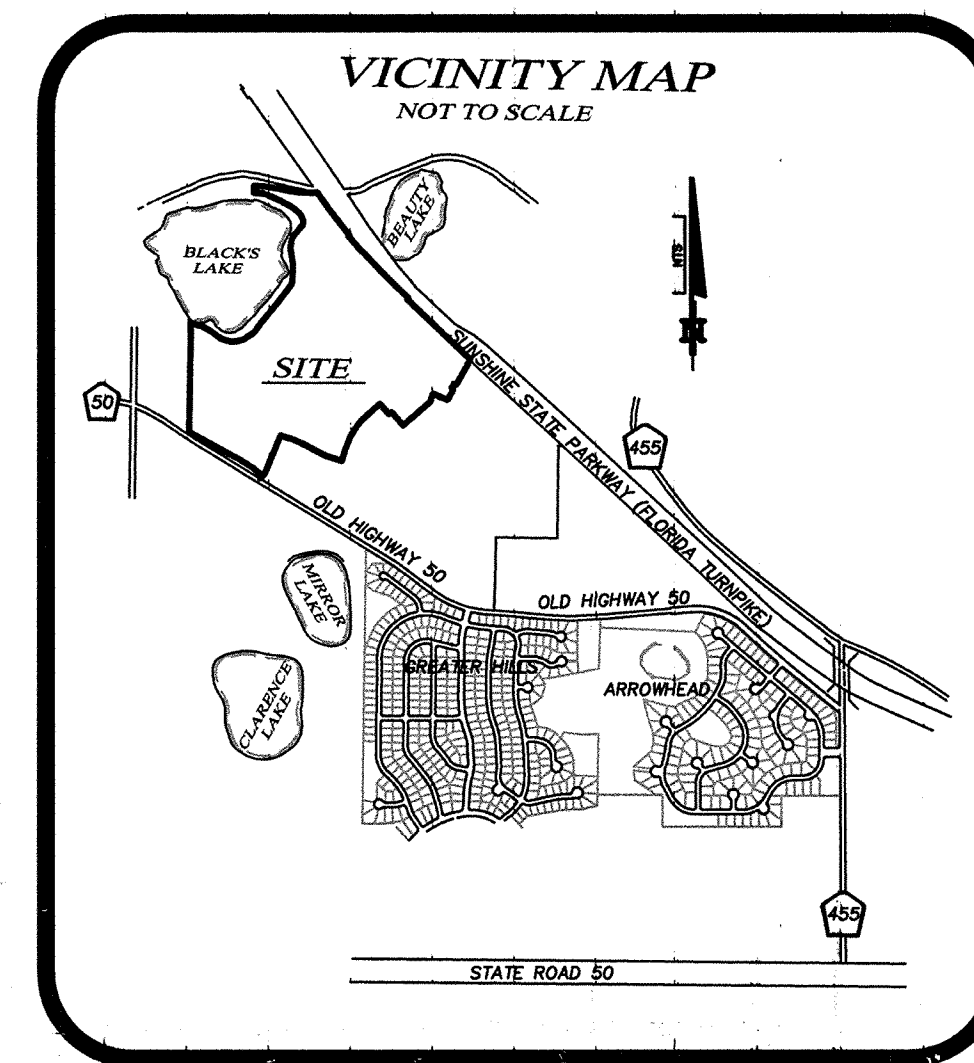 VICINITY MAP
NOT TO SCALE
BEAUTY
LAKE
BLACK'S
LAKE
NTS
N
SITE
SUNSHINE STATE PARKWAY (FLORIDA TURNPIKE)
50
455
OLD HIGHWAY 50
MIRROR
LAKE
OLD HIGHWAY 50
CLARENCE
LAKE
GREATER HILLS
ARROWHEAD
455
STATE ROAD 50